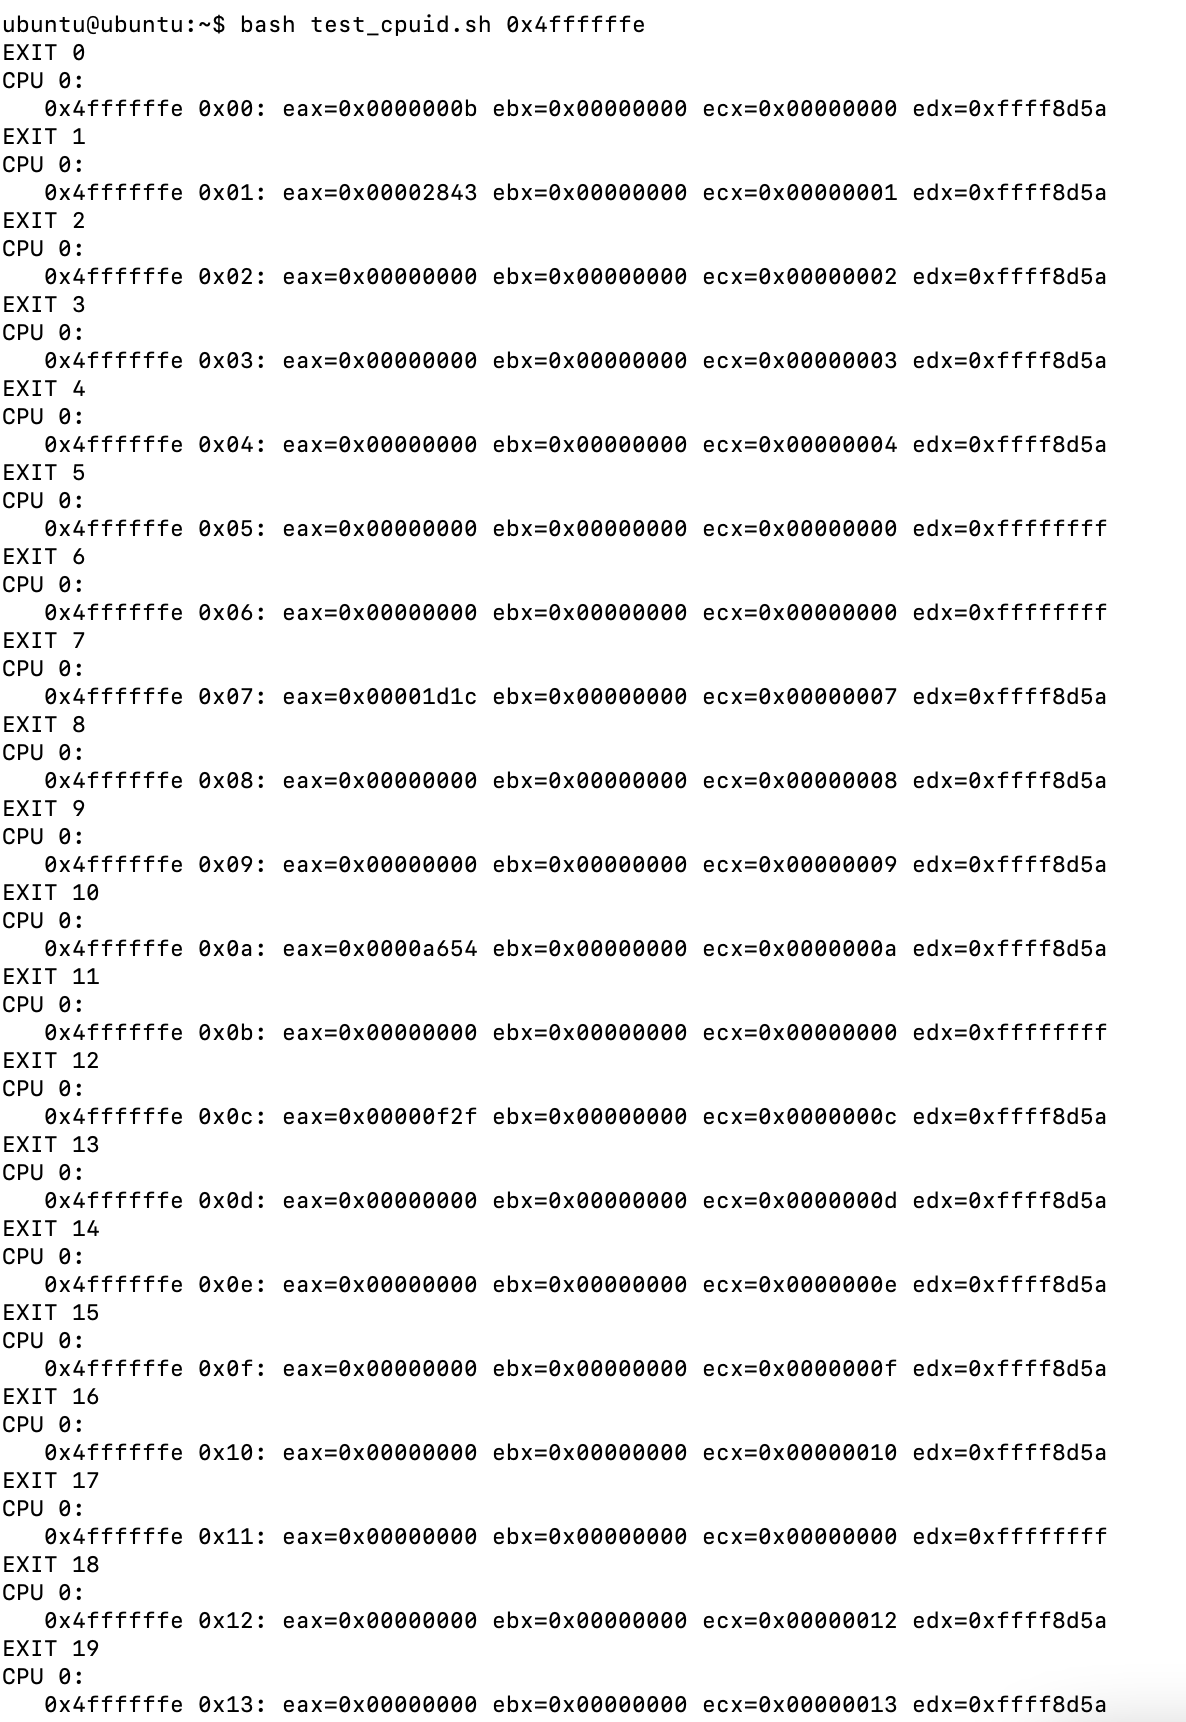 ubuntu@ubuntu:~$ bash test_cpuid.sh 0x4ffffffe
EXIT 0
CPU 0:
   0x4ffffffe 0x00: eax=0x0000000b ebx=0x00000000 ecx=0x00000000 edx=0xffff8d5a
EXIT 1
CPU 0:
   0x4ffffffe 0x01: eax=0x00002843 ebx=0x00000000 ecx=0x00000001 edx=0xffff8d5a
EXIT 2
CPU 0:
   0x4ffffffe 0x02: eax=0x00000000 ebx=0x00000000 ecx=0x00000002 edx=0xffff8d5a
EXIT 3
CPU 0:
   0x4ffffffe 0x03: eax=0x00000000 ebx=0x00000000 ecx=0x00000003 edx=0xffff8d5a
EXIT 4
CPU 0:
   0x4ffffffe 0x04: eax=0x00000000 ebx=0x00000000 ecx=0x00000004 edx=0xffff8d5a
EXIT 5
CPU 0:
   0x4ffffffe 0x05: eax=0x00000000 ebx=0x00000000 ecx=0x00000000 edx=0xffffffff
EXIT 6
CPU 0:
   0x4ffffffe 0x06: eax=0x00000000 ebx=0x00000000 ecx=0x00000000 edx=0xffffffff
EXIT 7
CPU 0:
   0x4ffffffe 0x07: eax=0x00001d1c ebx=0x00000000 ecx=0x00000007 edx=0xffff8d5a
EXIT 8
CPU 0:
   0x4ffffffe 0x08: eax=0x00000000 ebx=0x00000000 ecx=0x00000008 edx=0xffff8d5a
EXIT 9
CPU 0:
   0x4ffffffe 0x09: eax=0x00000000 ebx=0x00000000 ecx=0x00000009 edx=0xffff8d5a
EXIT 10
CPU 0:
   0x4ffffffe 0x0a: eax=0x0000a654 ebx=0x00000000 ecx=0x0000000a edx=0xffff8d5a
EXIT 11
CPU 0:
   0x4ffffffe 0x0b: eax=0x00000000 ebx=0x00000000 ecx=0x00000000 edx=0xffffffff
EXIT 12
CPU 0:
   0x4ffffffe 0x0c: eax=0x00000f2f ebx=0x00000000 ecx=0x0000000c edx=0xffff8d5a
EXIT 13
CPU 0:
   0x4ffffffe 0x0d: eax=0x00000000 ebx=0x00000000 ecx=0x0000000d edx=0xffff8d5a
EXIT 14
CPU 0:
   0x4ffffffe 0x0e: eax=0x00000000 ebx=0x00000000 ecx=0x0000000e edx=0xffff8d5a
EXIT 15
CPU 0:
   0x4ffffffe 0x0f: eax=0x00000000 ebx=0x00000000 ecx=0x0000000f edx=0xffff8d5a
EXIT 16
CPU 0:
   0x4ffffffe 0x10: eax=0x00000000 ebx=0x00000000 ecx=0x00000010 edx=0xffff8d5a
EXIT 17
CPU 0:
   0x4ffffffe 0x11: eax=0x00000000 ebx=0x00000000 ecx=0x00000000 edx=0xffffffff
EXIT 18
CPU 0:
   0x4ffffffe 0x12: eax=0x00000000 ebx=0x00000000 ecx=0x00000012 edx=0xffff8d5a
EXIT 19
CPU 0:
   0x4ffffffe 0x13: eax=0x00000000 ebx=0x00000000 ecx=0x00000013 edx=0xffff8d5a